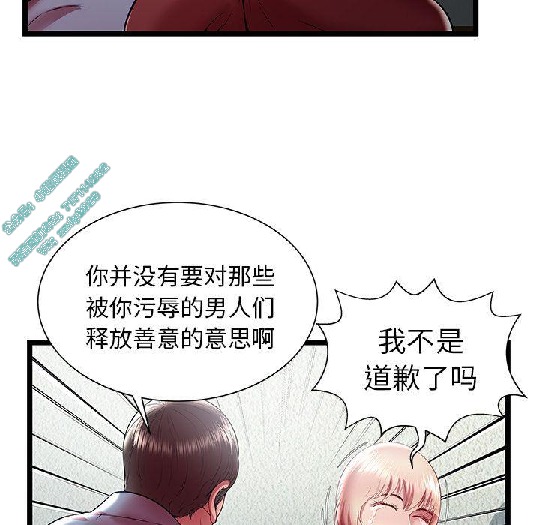 你并没有要对那些
被你污辱的男人们
释放善意的意思啊
我不是
道歉了吗